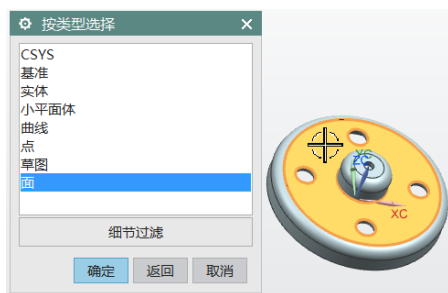 按类型选择
CSYS
基准
实体
小平面体
曲线
点
草图
面
细节过滤
确定 返回 取消
YC
ZC
XC